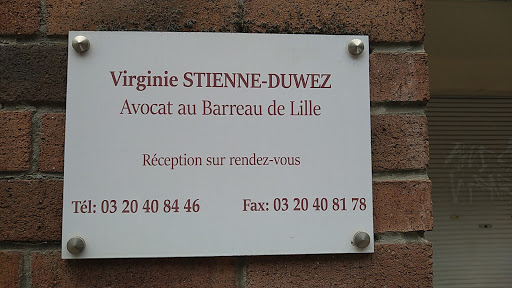 Virginie STIENNE-DUWEZ
Avocat au Barreau de Lille
Réception sur rendez-vous
Tél: 03 20 40 84 46 Fax: 03 20 40 81 78